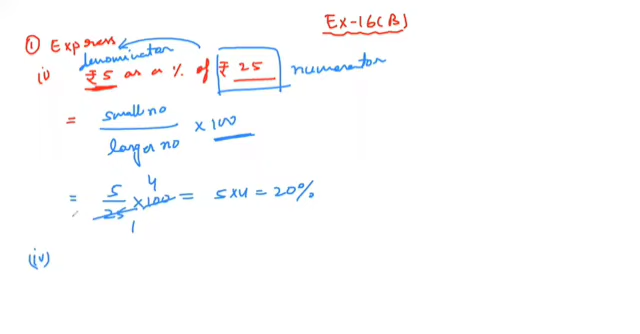 Ex-16(B)
① Express
denominator
(i) ₹5 as a % of ₹ 25 numerator
= small no
larger no × 100
= 5/25 × 100 = 5×4 = 20%
4
1
(iv)